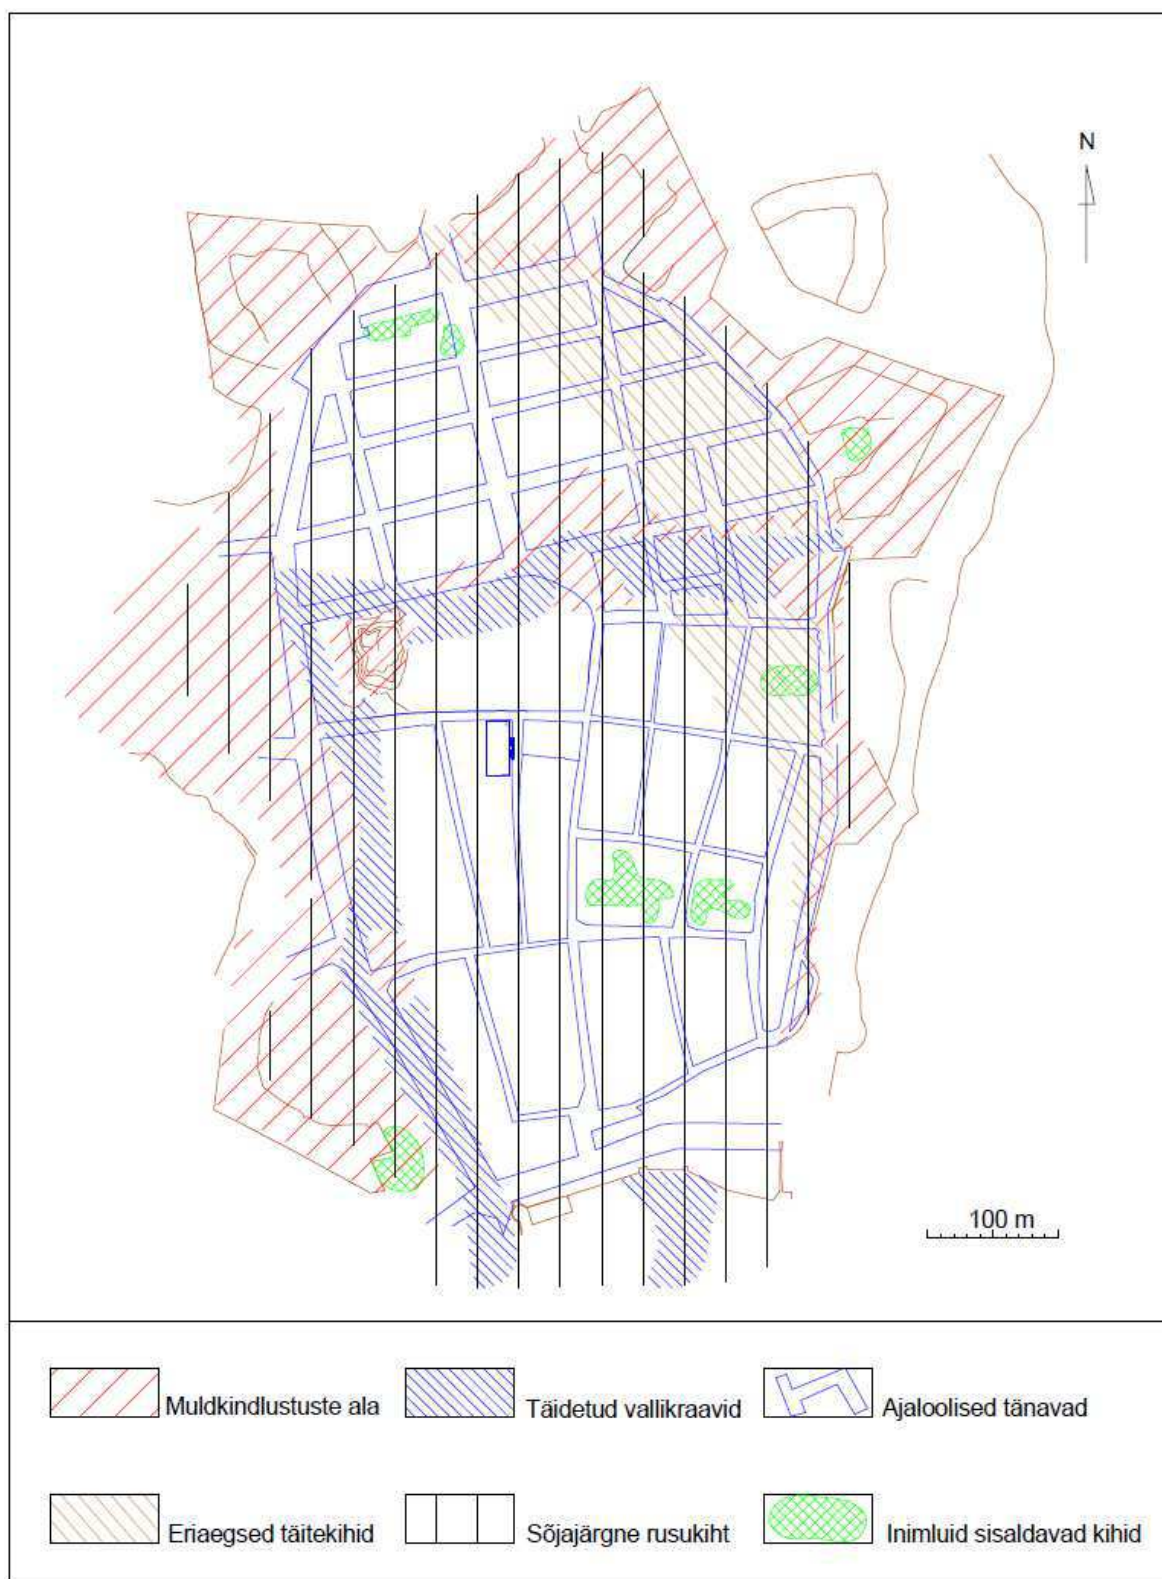 N
100 m
Muldkindlustuste ala
Täidetud vallikraavid
Ajaloolised tänavad
Eriaegsed täitekihid
Sõjajärgne rusukiht
Inimluid sisaldavad kihid